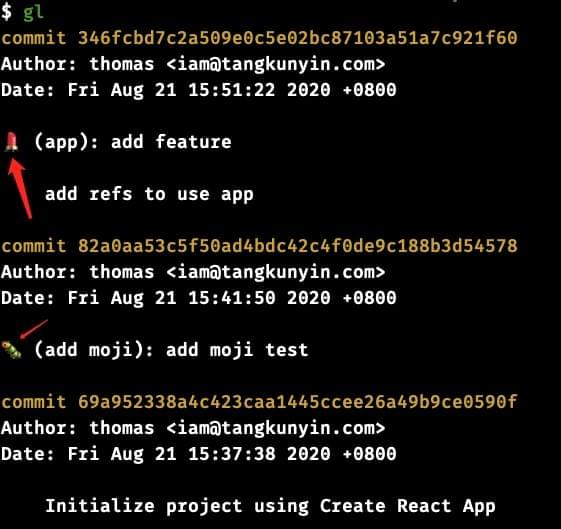 $ gl
commit 346fcbd7c2a509e0c5e02bc87103a51a7c921f60
Author: thomas <iam@tangkunyin.com>
Date: Fri Aug 21 15:51:22 2020 +0800
💄 (app): add feature
add refs to use app
commit 82a0aa53c5f50ad4bdc42c4f0de9c188b3d54578
Author: thomas <iam@tangkunyin.com>
Date: Fri Aug 21 15:41:50 2020 +0800
🐛 (add moji): add moji test
commit 69a952338a4c423caa1445ccee26a49b9ce0590f
Author: thomas <iam@tangkunyin.com>
Date: Fri Aug 21 15:37:38 2020 +0800
Initialize project using Create React App